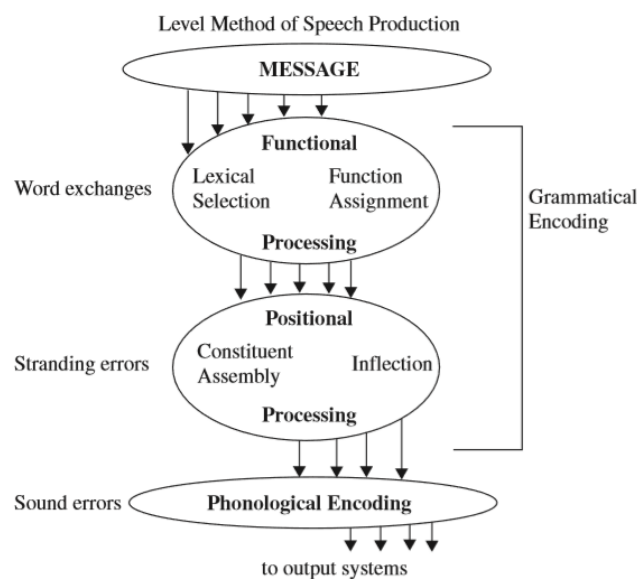 Level Method of Speech Production
MESSAGE
Functional
Lexical Selection
Function Assignment
Word exchanges
Processing
Grammatical Encoding
Positional
Constituent Assembly
Inflection
Stranding errors
Processing
Sound errors
Phonological Encoding
to output systems